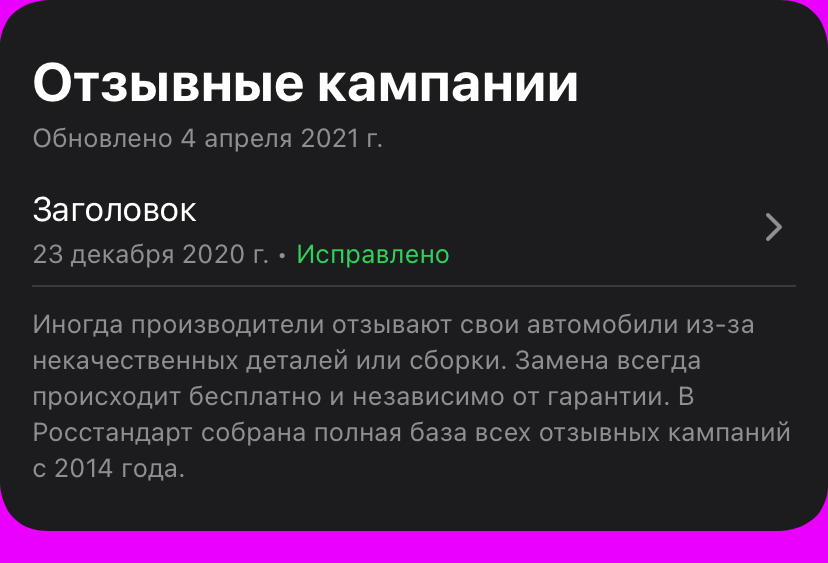 Отзывные кампании
Обновлено 4 апреля 2021 г.
Заголовок
23 декабря 2020 г. • Исправлено
Иногда производители отзывают свои автомобили из-за
некачественных деталей или сборки. Замена всегда
происходит бесплатно и независимо от гарантии. В
Росстандарт собрана полная база всех отзывных кампаний
с 2014 года.